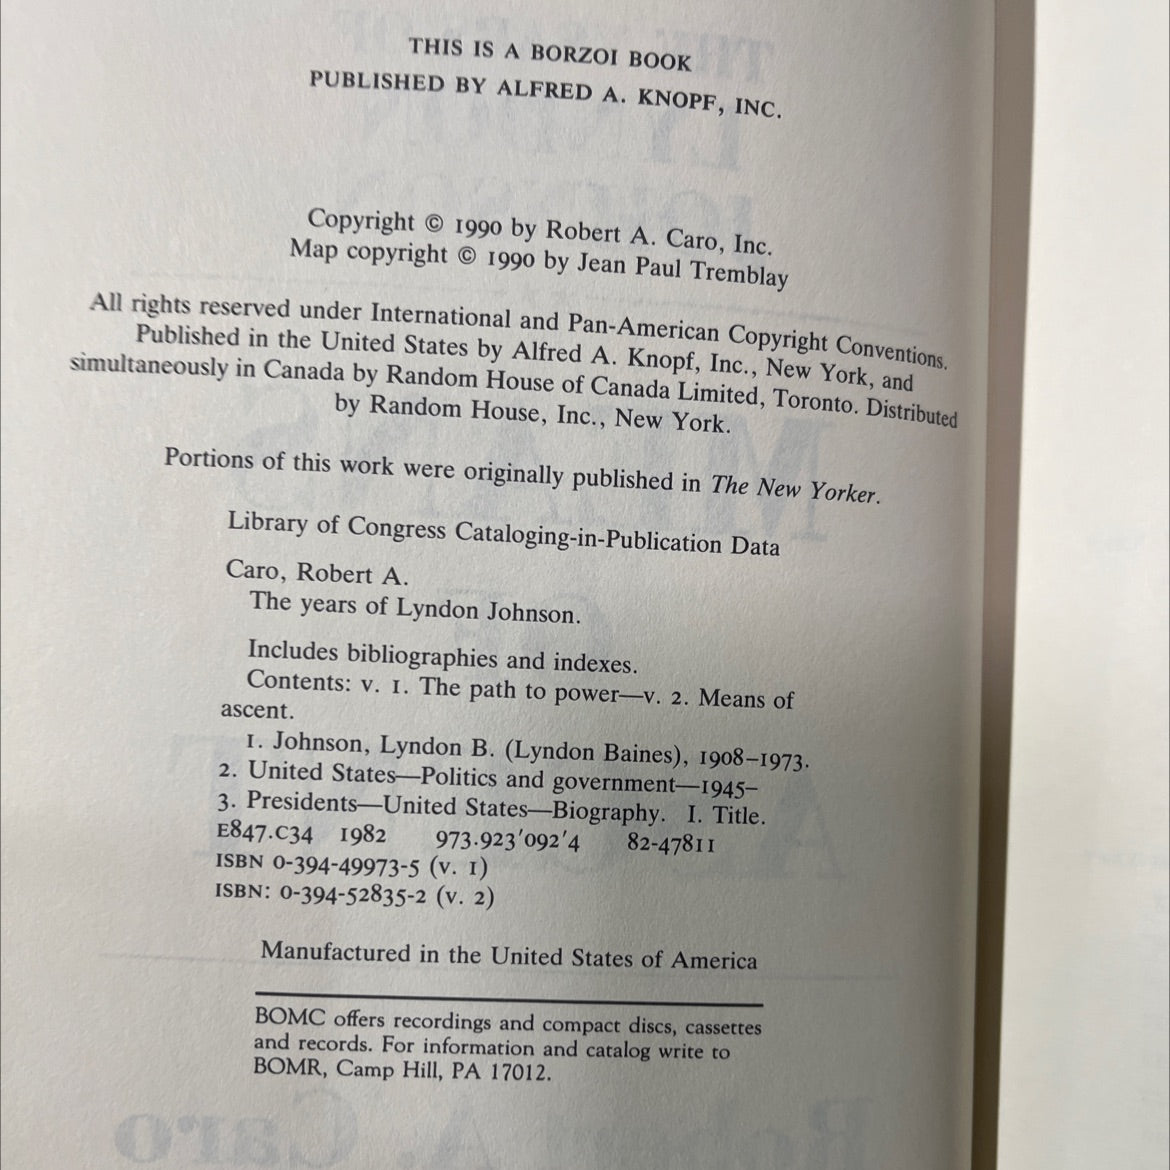 THIS IS A BORZOI BOOK
PUBLISHED BY ALFRED A. KNOPF, INC.
Copyright © 1990 by Robert A. Caro, Inc.
Map copyright © 1990 by Jean Paul Tremblay
All rights reserved under International and Pan-American Copyright Conventions.
Published in the United States by Alfred A. Knopf, Inc., New York, and
simultaneously in Canada by Random House of Canada Limited, Toronto. Distributed
by Random House, Inc., New York.
Portions of this work were originally published in The New Yorker.
Library of Congress Cataloging-in-Publication Data
Caro, Robert A.
The years of Lyndon Johnson.
Includes bibliographies and indexes.
Contents: v. 1. The path to power—v. 2. Means of
ascent.
1. Johnson, Lyndon B. (Lyndon Baines), 1908–1973.
2. United States—Politics and government—1945–
3. Presidents—United States—Biography. I. Title.
E847.C34 1982 973.923'092'4 82-47811
ISBN 0-394-49973-5 (v. 1)
ISBN: 0-394-52835-2 (v. 2)
Manufactured in the United States of America
BOMC offers recordings and compact discs, cassettes
and records. For information and catalog write to
BOMR, Camp Hill, PA 17012.